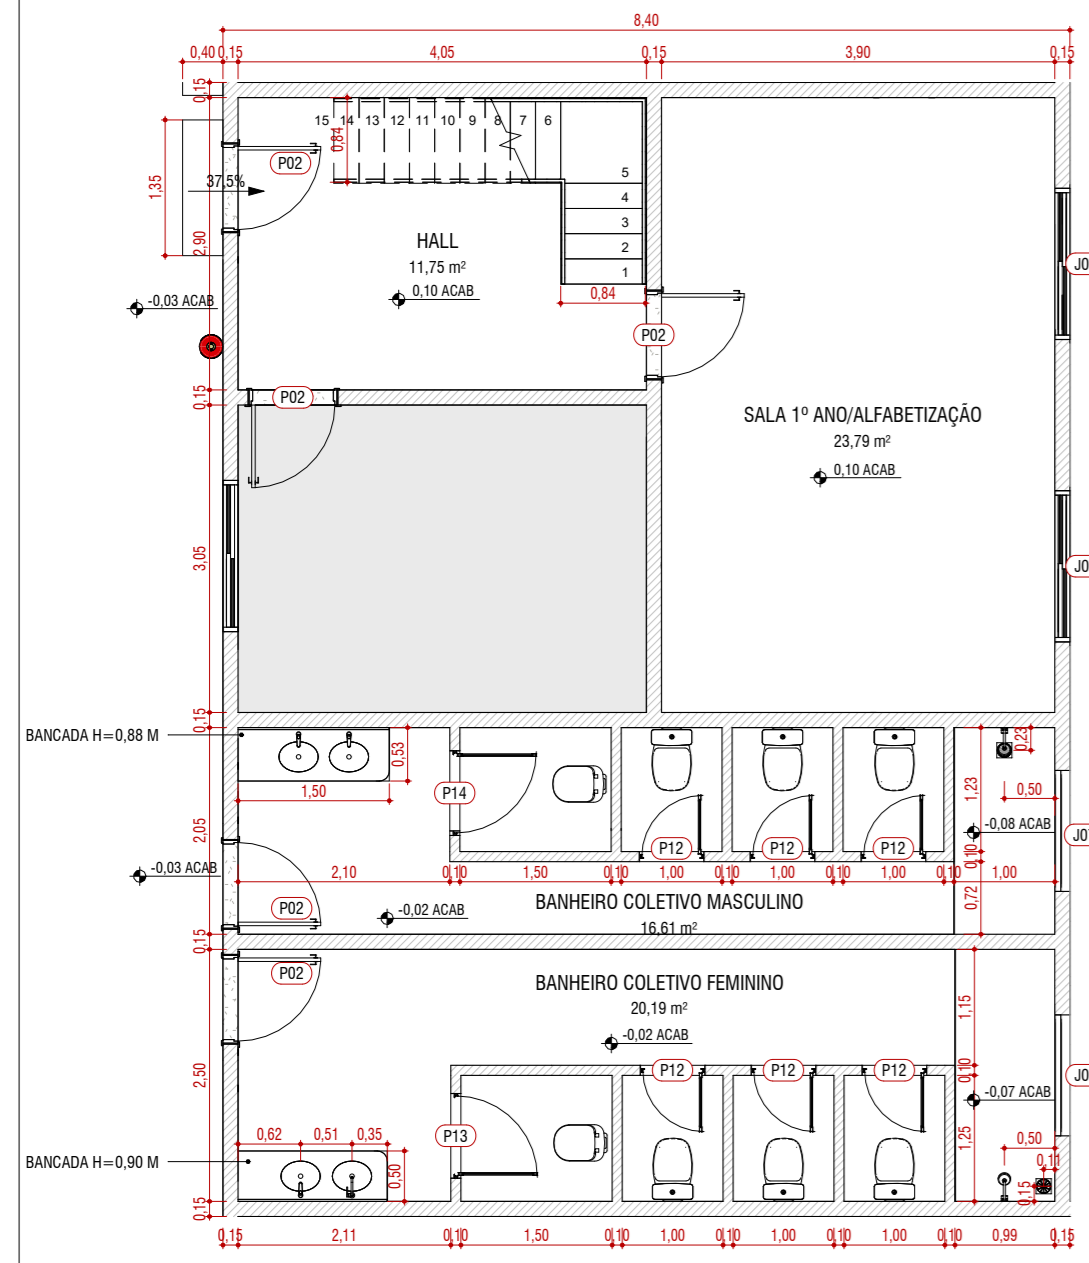 8,40
0,40
0,15
4,05
0,15
3,90
0,15
0,15
15
14
13
12
11
10
9
8
7
6
0,84
5
4
3
2
1
P02
37,5%
1,35
2,90
HALL
11,75 m²
0,10 ACAB
0,84
-0,03 ACAB
P02
P02
0,15
SALA 1º ANO/ALFABETIZAÇÃO
23,79 m²
0,10 ACAB
3,05
0,15
BANCADA H=0,88 M
0,53
1,50
P14
P12
P12
P12
0,23
1,23
0,50
-0,08 ACAB
2,05
-0,03 ACAB
2,10
0,10
1,50
0,10
1,00
0,10
1,00
0,10
1,00
0,10
1,00
0,10
0,72
P02
-0,02 ACAB
BANHEIRO COLETIVO MASCULINO
16,61 m²
0,15
P02
BANHEIRO COLETIVO FEMININO
20,19 m²
-0,02 ACAB
1,15
0,10
P12
P12
P12
2,50
-0,07 ACAB
P13
0,62
0,51
0,35
0,50
BANCADA H=0,90 M
1,25
0,50
0,11
0,15
0,15
0,15
2,11
0,10
1,50
0,10
1,00
0,10
1,00
0,10
1,00
0,10
0,99
0,15